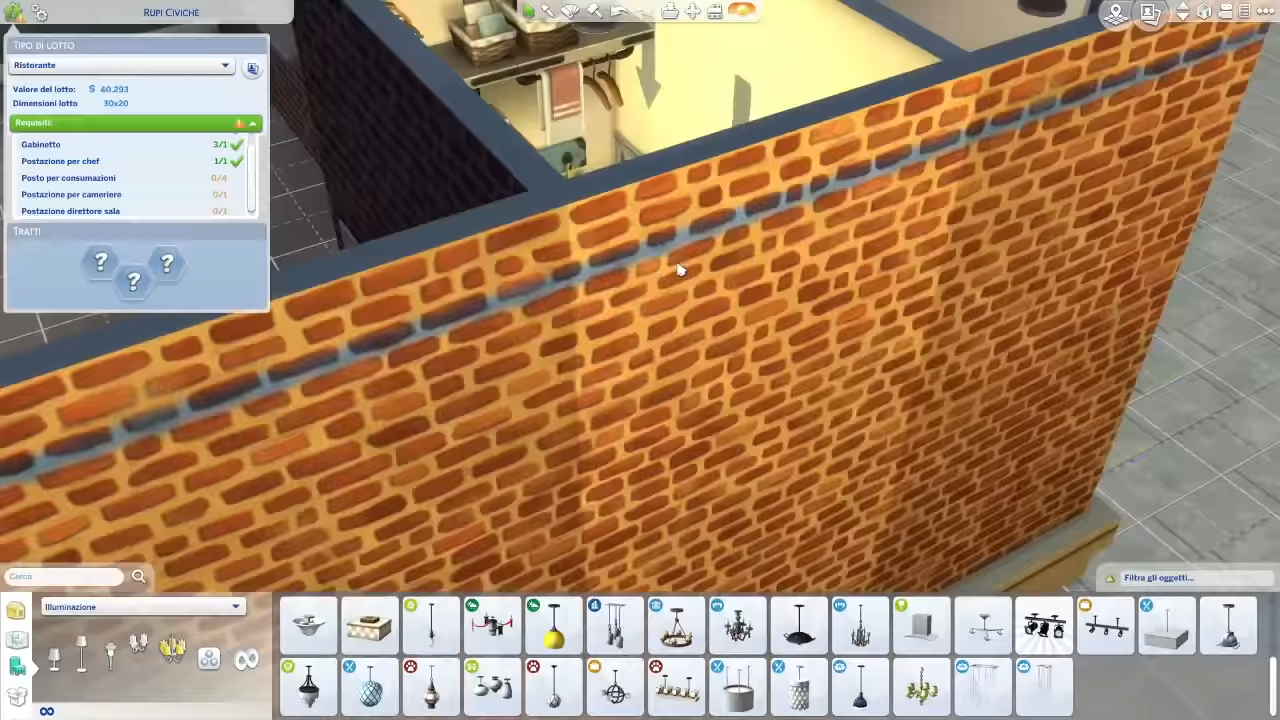 RUPI CIVICHE
TIPO DI LOTTO
Ristorante
Valore del lotto: § 40.293
Dimensioni lotto 30x20
Requisiti:
Gabinetto 3/1
Postazione per chef 1/1
Posto per consumazioni 0/4
Postazione per cameriere 0/1
Postazione direttore sala 0/1
TRATTI
? ? ?
Cerca
Filtra gli oggetti...
Illuminazione